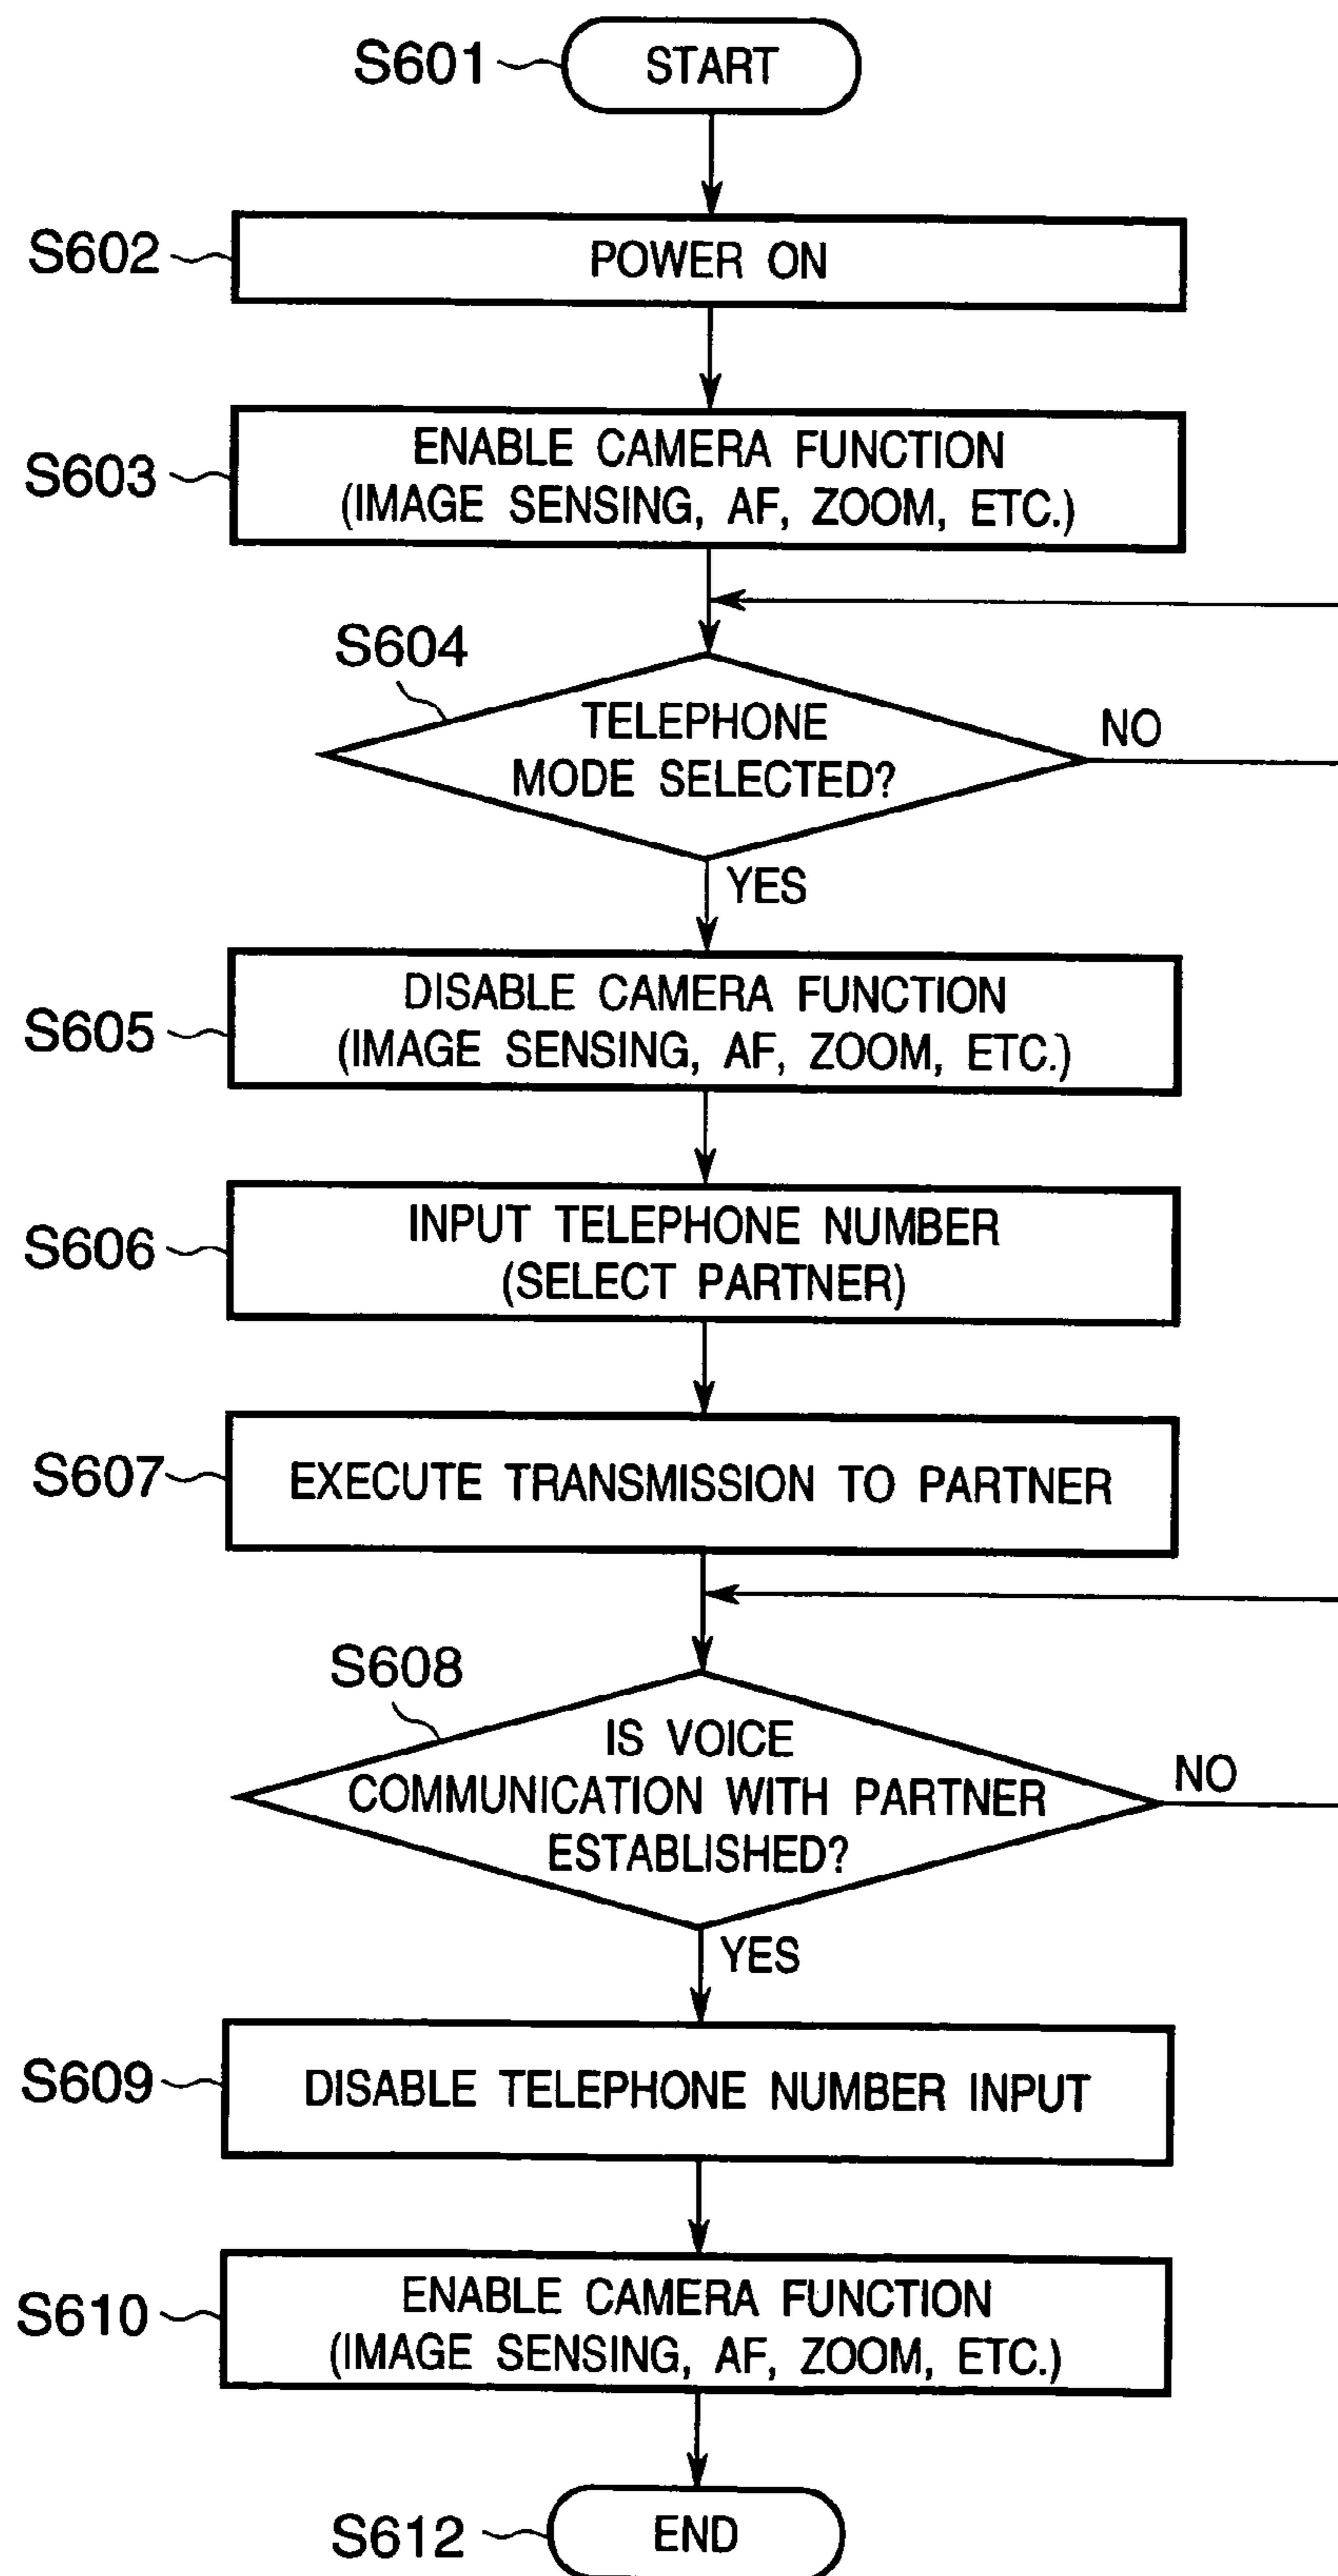 S601
START
S602
POWER ON
S603
ENABLE CAMERA FUNCTION
(IMAGE SENSING, AF, ZOOM, ETC.)
S604
TELEPHONE
MODE SELECTED?
NO
YES
S605
DISABLE CAMERA FUNCTION
(IMAGE SENSING, AF, ZOOM, ETC.)
S606
INPUT TELEPHONE NUMBER
(SELECT PARTNER)
S607
EXECUTE TRANSMISSION TO PARTNER
S608
IS VOICE
COMMUNICATION WITH PARTNER
ESTABLISHED?
NO
YES
S609
DISABLE TELEPHONE NUMBER INPUT
S610
ENABLE CAMERA FUNCTION
(IMAGE SENSING, AF, ZOOM, ETC.)
S612
END